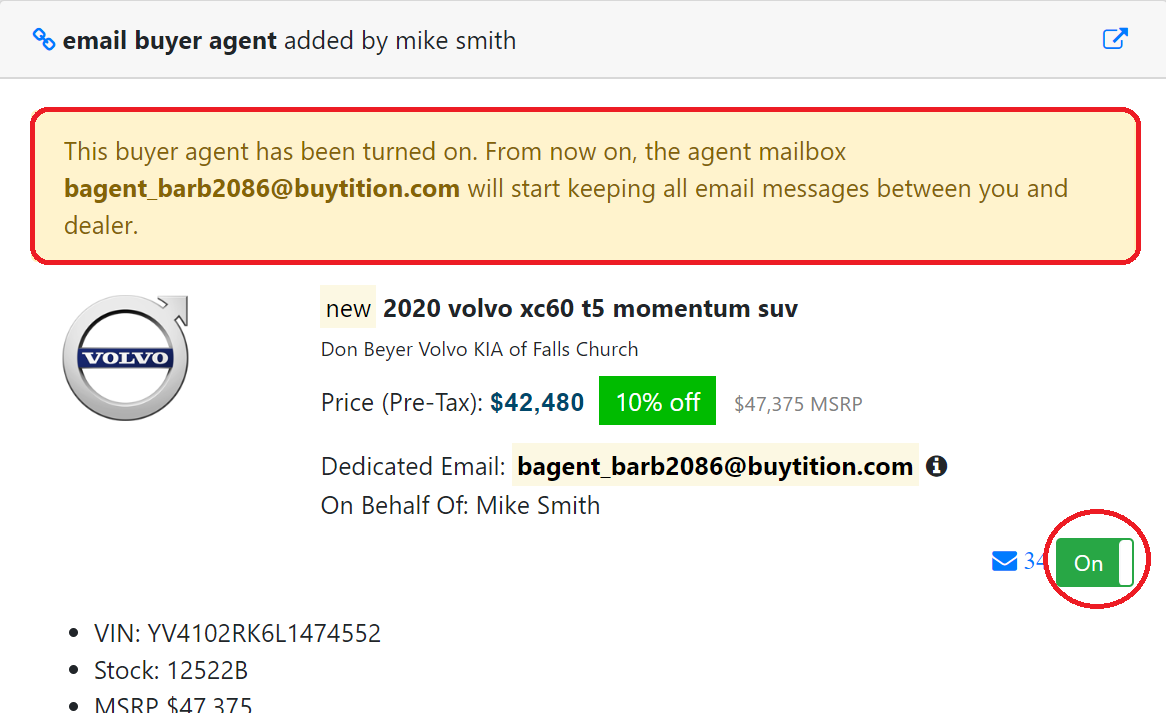 email buyer agent added by mike smith
This buyer agent has been turned on. From now on, the agent mailbox
bagent_barb2086@buytition.com will start keeping all email messages between you and
dealer.
VOLVO
new 2020 volvo xc60 t5 momentum suv
Don Beyer Volvo KIA of Falls Church
Price (Pre-Tax): $42,480 10% off $47,375 MSRP
Dedicated Email: bagent_barb2086@buytition.com
On Behalf Of: Mike Smith
34 On
• VIN: YV4102RK6L1474552
• Stock: 12522B
• MSRP $47,375